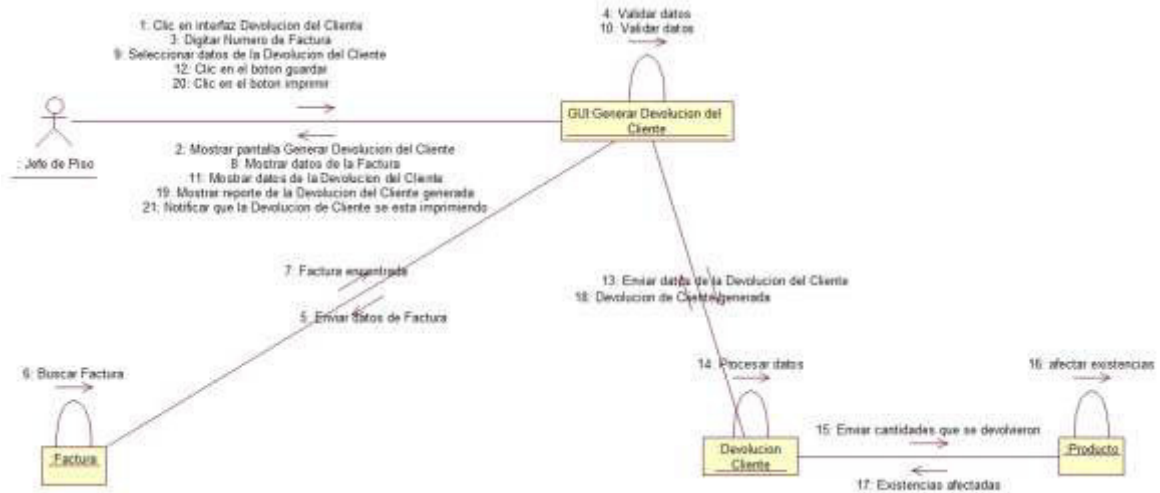 1: Clic en interfaz Devolucion del Cliente
3: Digitar Numero de Factura
9: Seleccionar datos de la Devolucion del Cliente
12: Clic en el boton guardar
20: Clic en el boton imprimir
4: Validar datos
10: Validar datos
GUI:Generar Devolucion del
Cliente
: Jefe de Piso
2: Mostrar pantalla Generar Devolucion del Cliente
8: Mostrar datos de la Factura
11: Mostrar datos de la Devolucion del Cliente
19: Mostrar reporte de la Devolucion del Cliente generada
21: Notificar que la Devolucion de Cliente se esta imprimiendo
7: Factura encontrada
5: Enviar datos de Factura
13: Enviar datos de la Devolucion del Cliente
18: Devolucion de Cliente generada
6: Buscar Factura
:Factura
14: Procesar datos
Devolucion
Cliente
15: Enviar cantidades que se devolvieron
17: Existencias afectadas
16: afectar existencias
:Producto